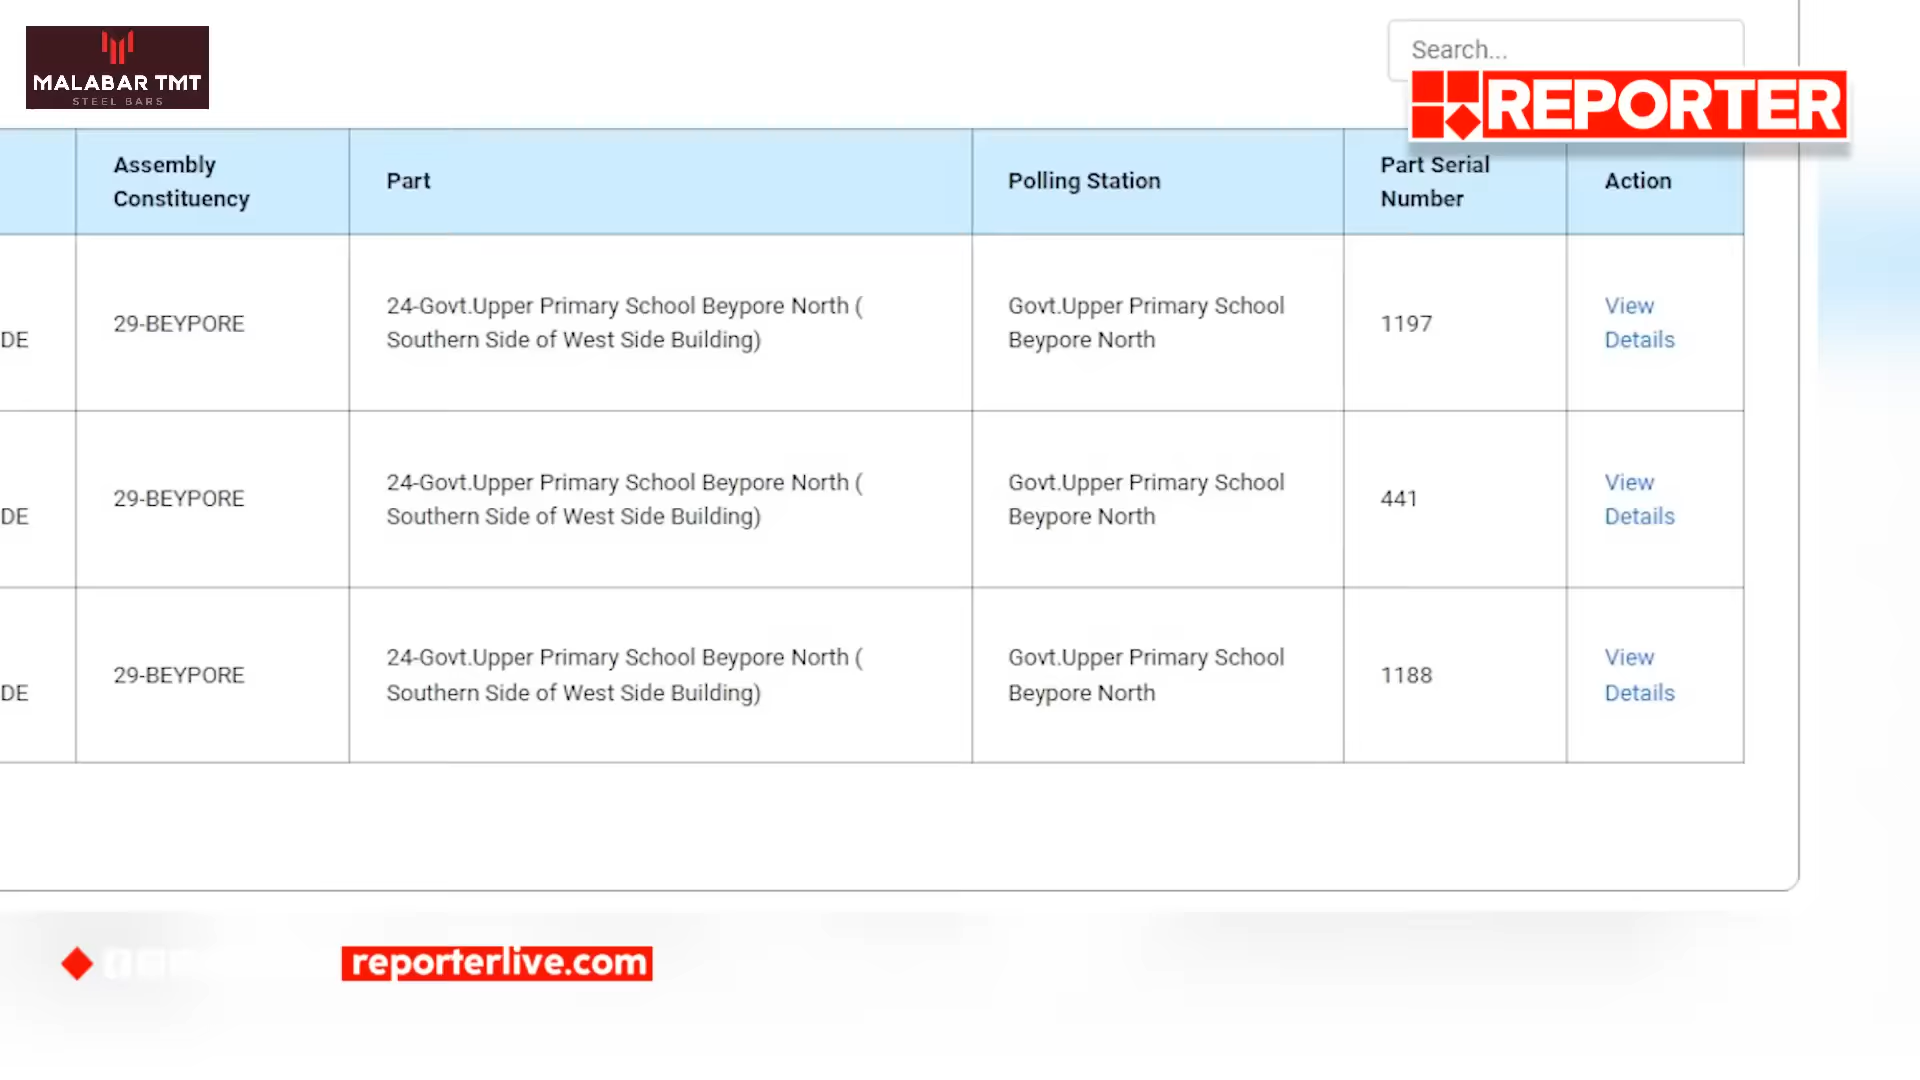 MALABAR TMT
STEEL BARS
Search...
REPORTER
Assembly
Constituency
Part
Polling Station
Part Serial
Number
Action
DE
29-BEYPORE
24-Govt.Upper Primary School Beypore North (
Southern Side of West Side Building)
Govt.Upper Primary School
Beypore North
1197
View
Details
DE
29-BEYPORE
24-Govt.Upper Primary School Beypore North (
Southern Side of West Side Building)
Govt.Upper Primary School
Beypore North
441
View
Details
DE
29-BEYPORE
24-Govt.Upper Primary School Beypore North (
Southern Side of West Side Building)
Govt.Upper Primary School
Beypore North
1188
View
Details
reporterlive.com